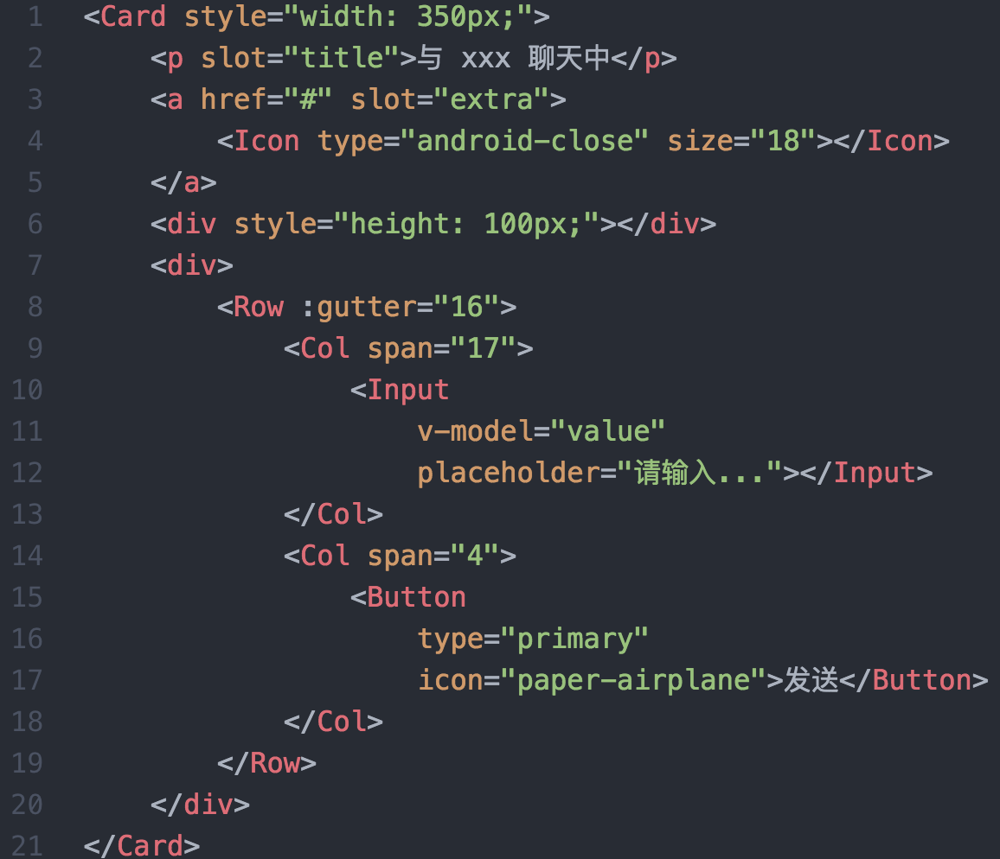 1 <Card style="width: 350px;">
2     <p slot="title">与 xxx 聊天中</p>
3     <a href="#" slot="extra">
4         <Icon type="android-close" size="18"></Icon>
5     </a>
6     <div style="height: 100px;"></div>
7     <div>
8         <Row :gutter="16">
9             <Col span="17">
10                 <Input
11                     v-model="value"
12                     placeholder="请输入..."></Input>
13             </Col>
14             <Col span="4">
15                 <Button
16                     type="primary"
17                     icon="paper-airplane">发送</Button>
18             </Col>
19         </Row>
20     </div>
21 </Card>